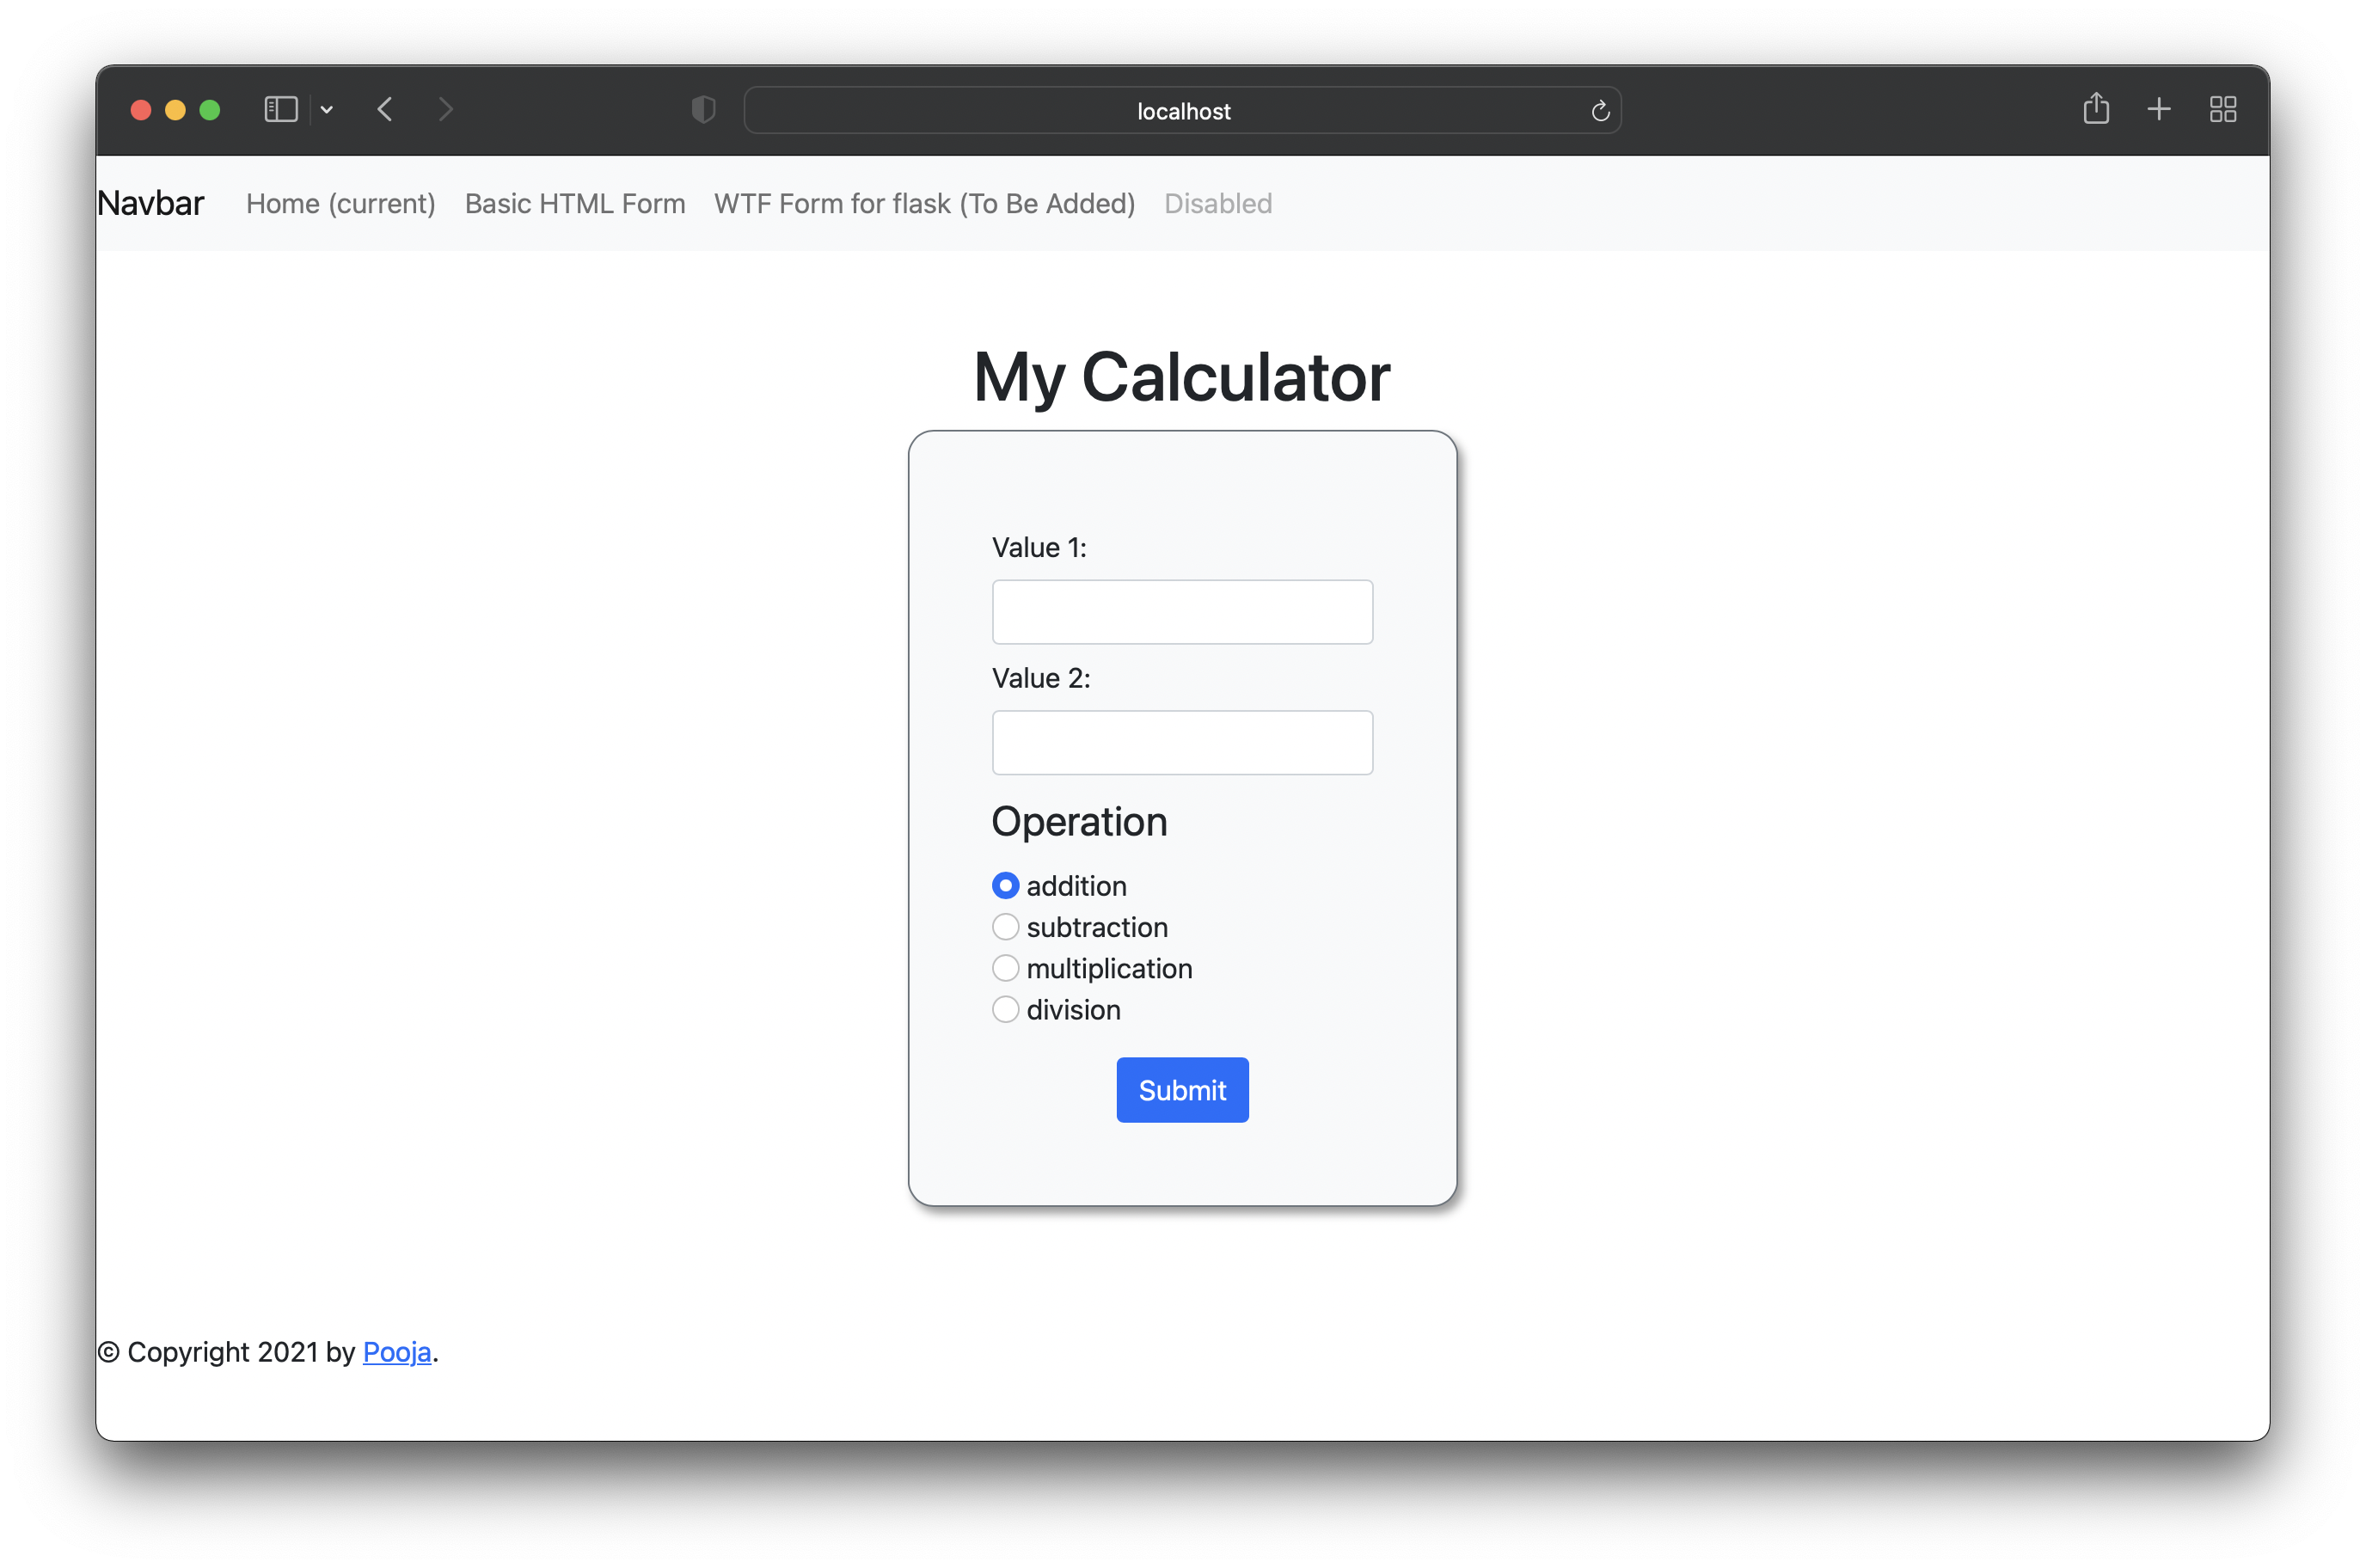 localhost
Navbar Home (current) Basic HTML Form WTF Form for flask (To Be Added) Disabled
My Calculator
Value 1:
Value 2:
Operation
addition
subtraction
multiplication
division
Submit
© Copyright 2021 by Pooja.